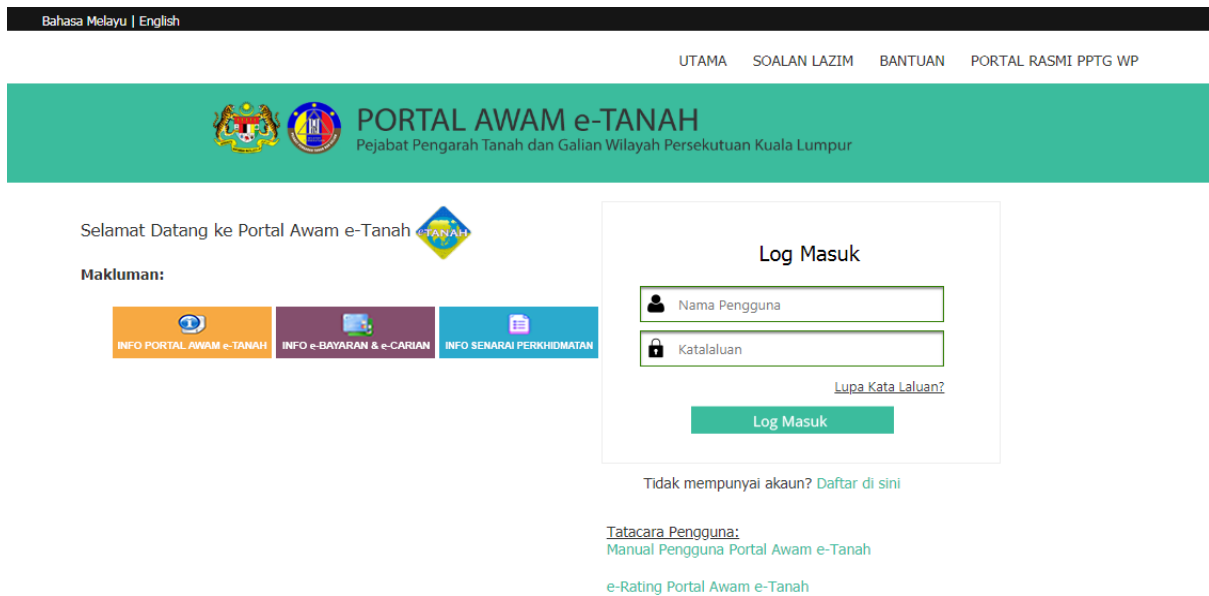 Bahasa Melayu | English
UTAMA SOALAN LAZIM BANTUAN PORTAL RASMI PPTG WP
PORTAL AWAM e-TANAH
Pejabat Pengarah Tanah dan Galian Wilayah Persekutuan Kuala Lumpur
Selamat Datang ke Portal Awam e-Tanah
eTANAH
Makluman:
INFO PORTAL AWAM e-TANAH
INFO e-BAYARAN & e-CARIAN
INFO SENARAI PERKHIDMATAN
Log Masuk
Nama Pengguna
Katalaluan
Lupa Kata Laluan?
Log Masuk
Tidak mempunyai akaun? Daftar di sini
Tatacara Pengguna:
Manual Pengguna Portal Awam e-Tanah
e-Rating Portal Awam e-Tanah